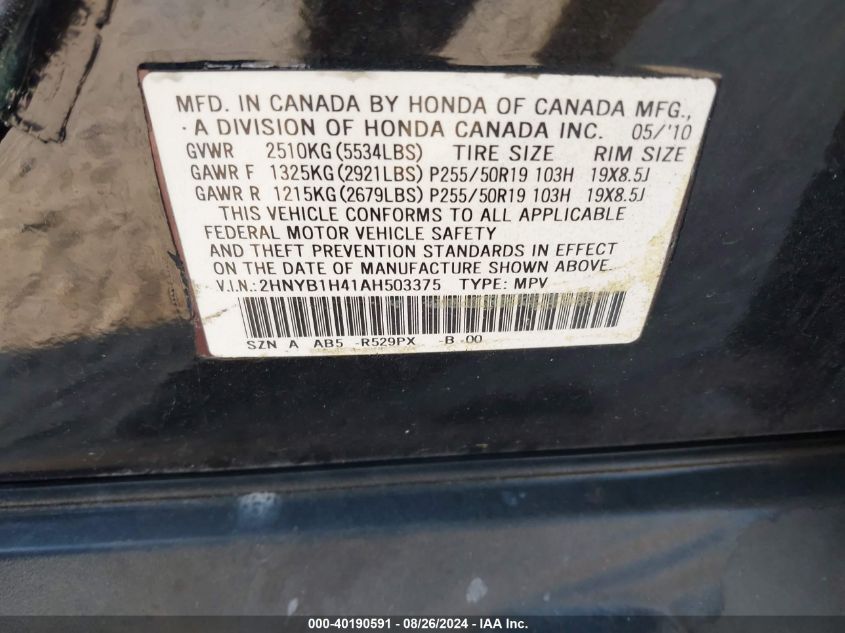 MFD. IN CANADA BY HONDA OF CANADA MFG.,
A DIVISION OF HONDA CANADA INC. 05/'10
GVWR 2510KG(5534LBS) TIRE SIZE RIM SIZE
GAWR F 1325KG(2921LBS) P255/50R19 103H 19X8.5J
GAWR R 1215KG(2679LBS) P255/50R19 103H 19X8.5J
THIS VEHICLE CONFORMS TO ALL APPLICABLE
FEDERAL MOTOR VEHICLE SAFETY
AND THEFT PREVENTION STANDARDS IN EFFECT
ON THE DATE OF MANUFACTURE SHOWN ABOVE.
V.I.N.:2HNYB1H41AH503375 TYPE: MPV
SZN A AB5 -R529PX -B -00
000-40190591 - 08/26/2024 - IAA Inc.